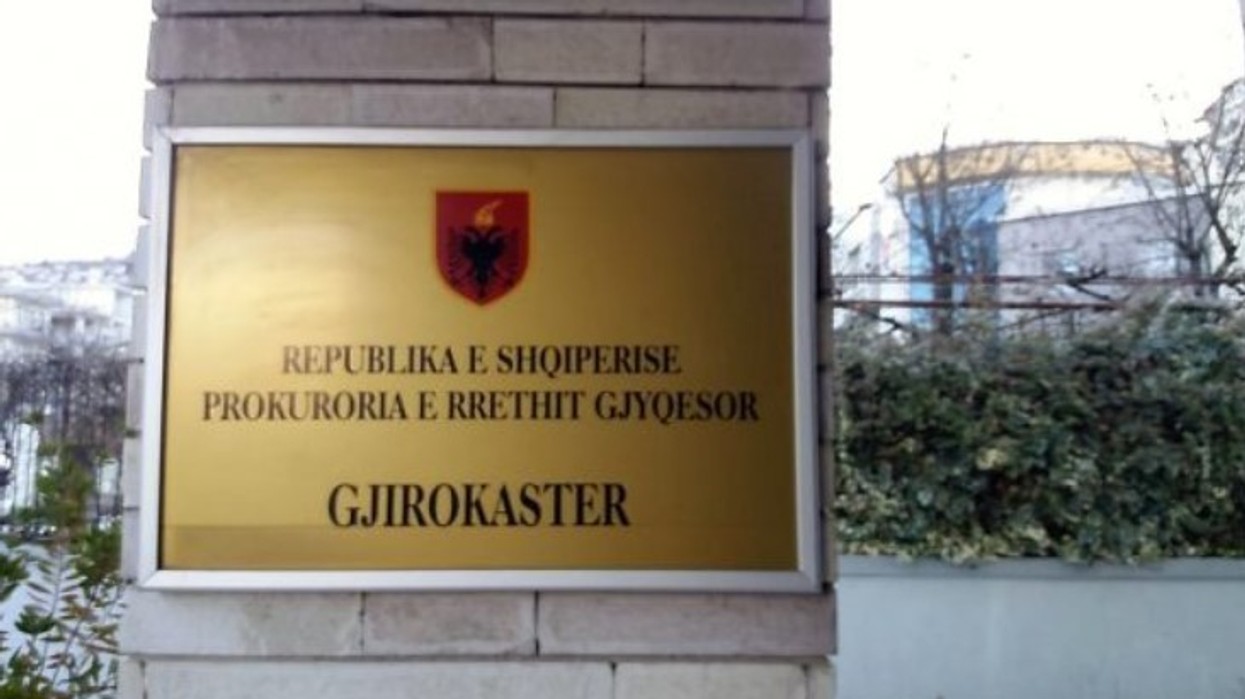 REPUBLIKA E SHQIPERISE
PROKURORIA E RRETHIT GJYQESOR
GJIROKASTER